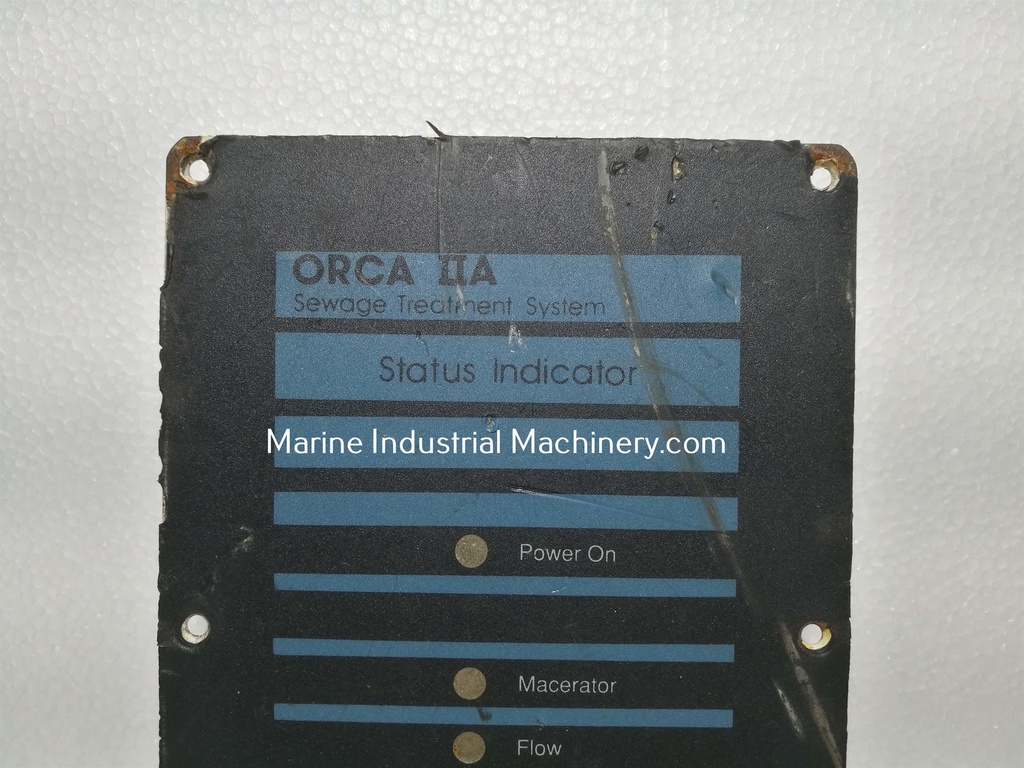 ORCA IIA
Sewage Treatment System
Status Indicator
Marine Industrial Machinery.com
Power On
Macerator
Flow